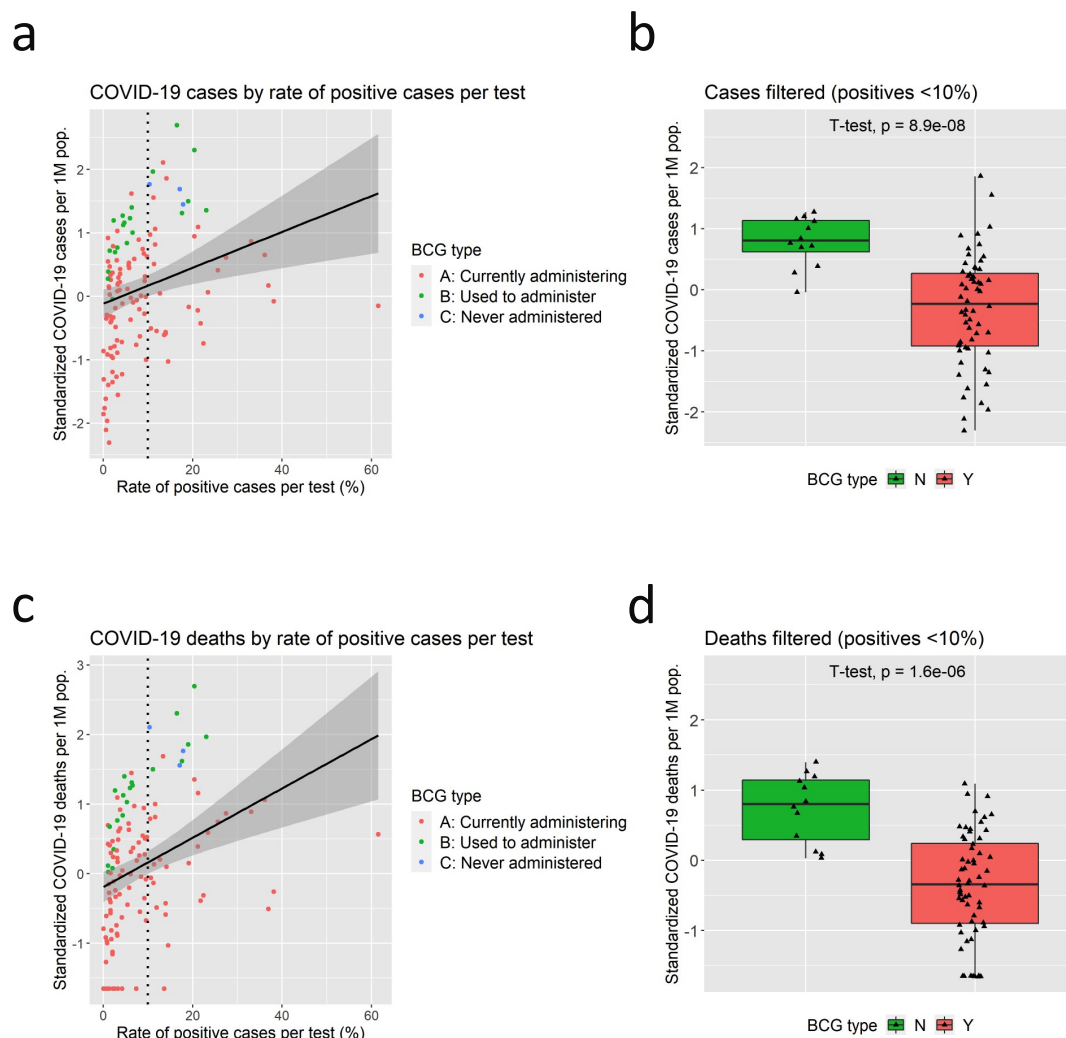 a
COVID-19 cases by rate of positive cases per test
Standardized COVID-19 cases per 1M pop.
2
1
0
-1
-2
0 20 40 60
Rate of positive cases per test (%)
BCG type
A: Currently administering
B: Used to administer
C: Never administered
b
Cases filtered (positives <10%)
T-test, p = 8.9e-08
Standardized COVID-19 cases per 1M pop.
2
1
0
-1
-2
BCG type N Y
c
COVID-19 deaths by rate of positive cases per test
Standardized COVID-19 deaths per 1M pop.
3
2
1
0
-1
0 20 40 60
Rate of positive cases per test (%)
BCG type
A: Currently administering
B: Used to administer
C: Never administered
d
Deaths filtered (positives <10%)
T-test, p = 1.6e-06
Standardized COVID-19 deaths per 1M pop.
2
1
0
-1
BCG type N Y